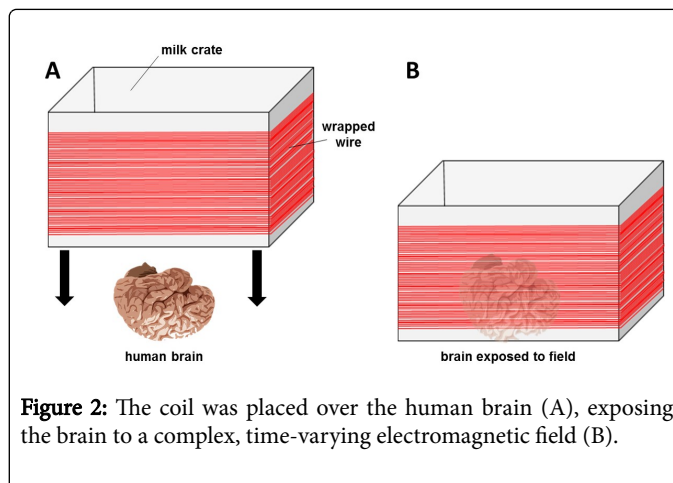 milk crate
A
B
wrapped
wire
human brain
brain exposed to field
Figure 2: The coil was placed over the human brain (A), exposing
the brain to a complex, time-varying electromagnetic field (B).